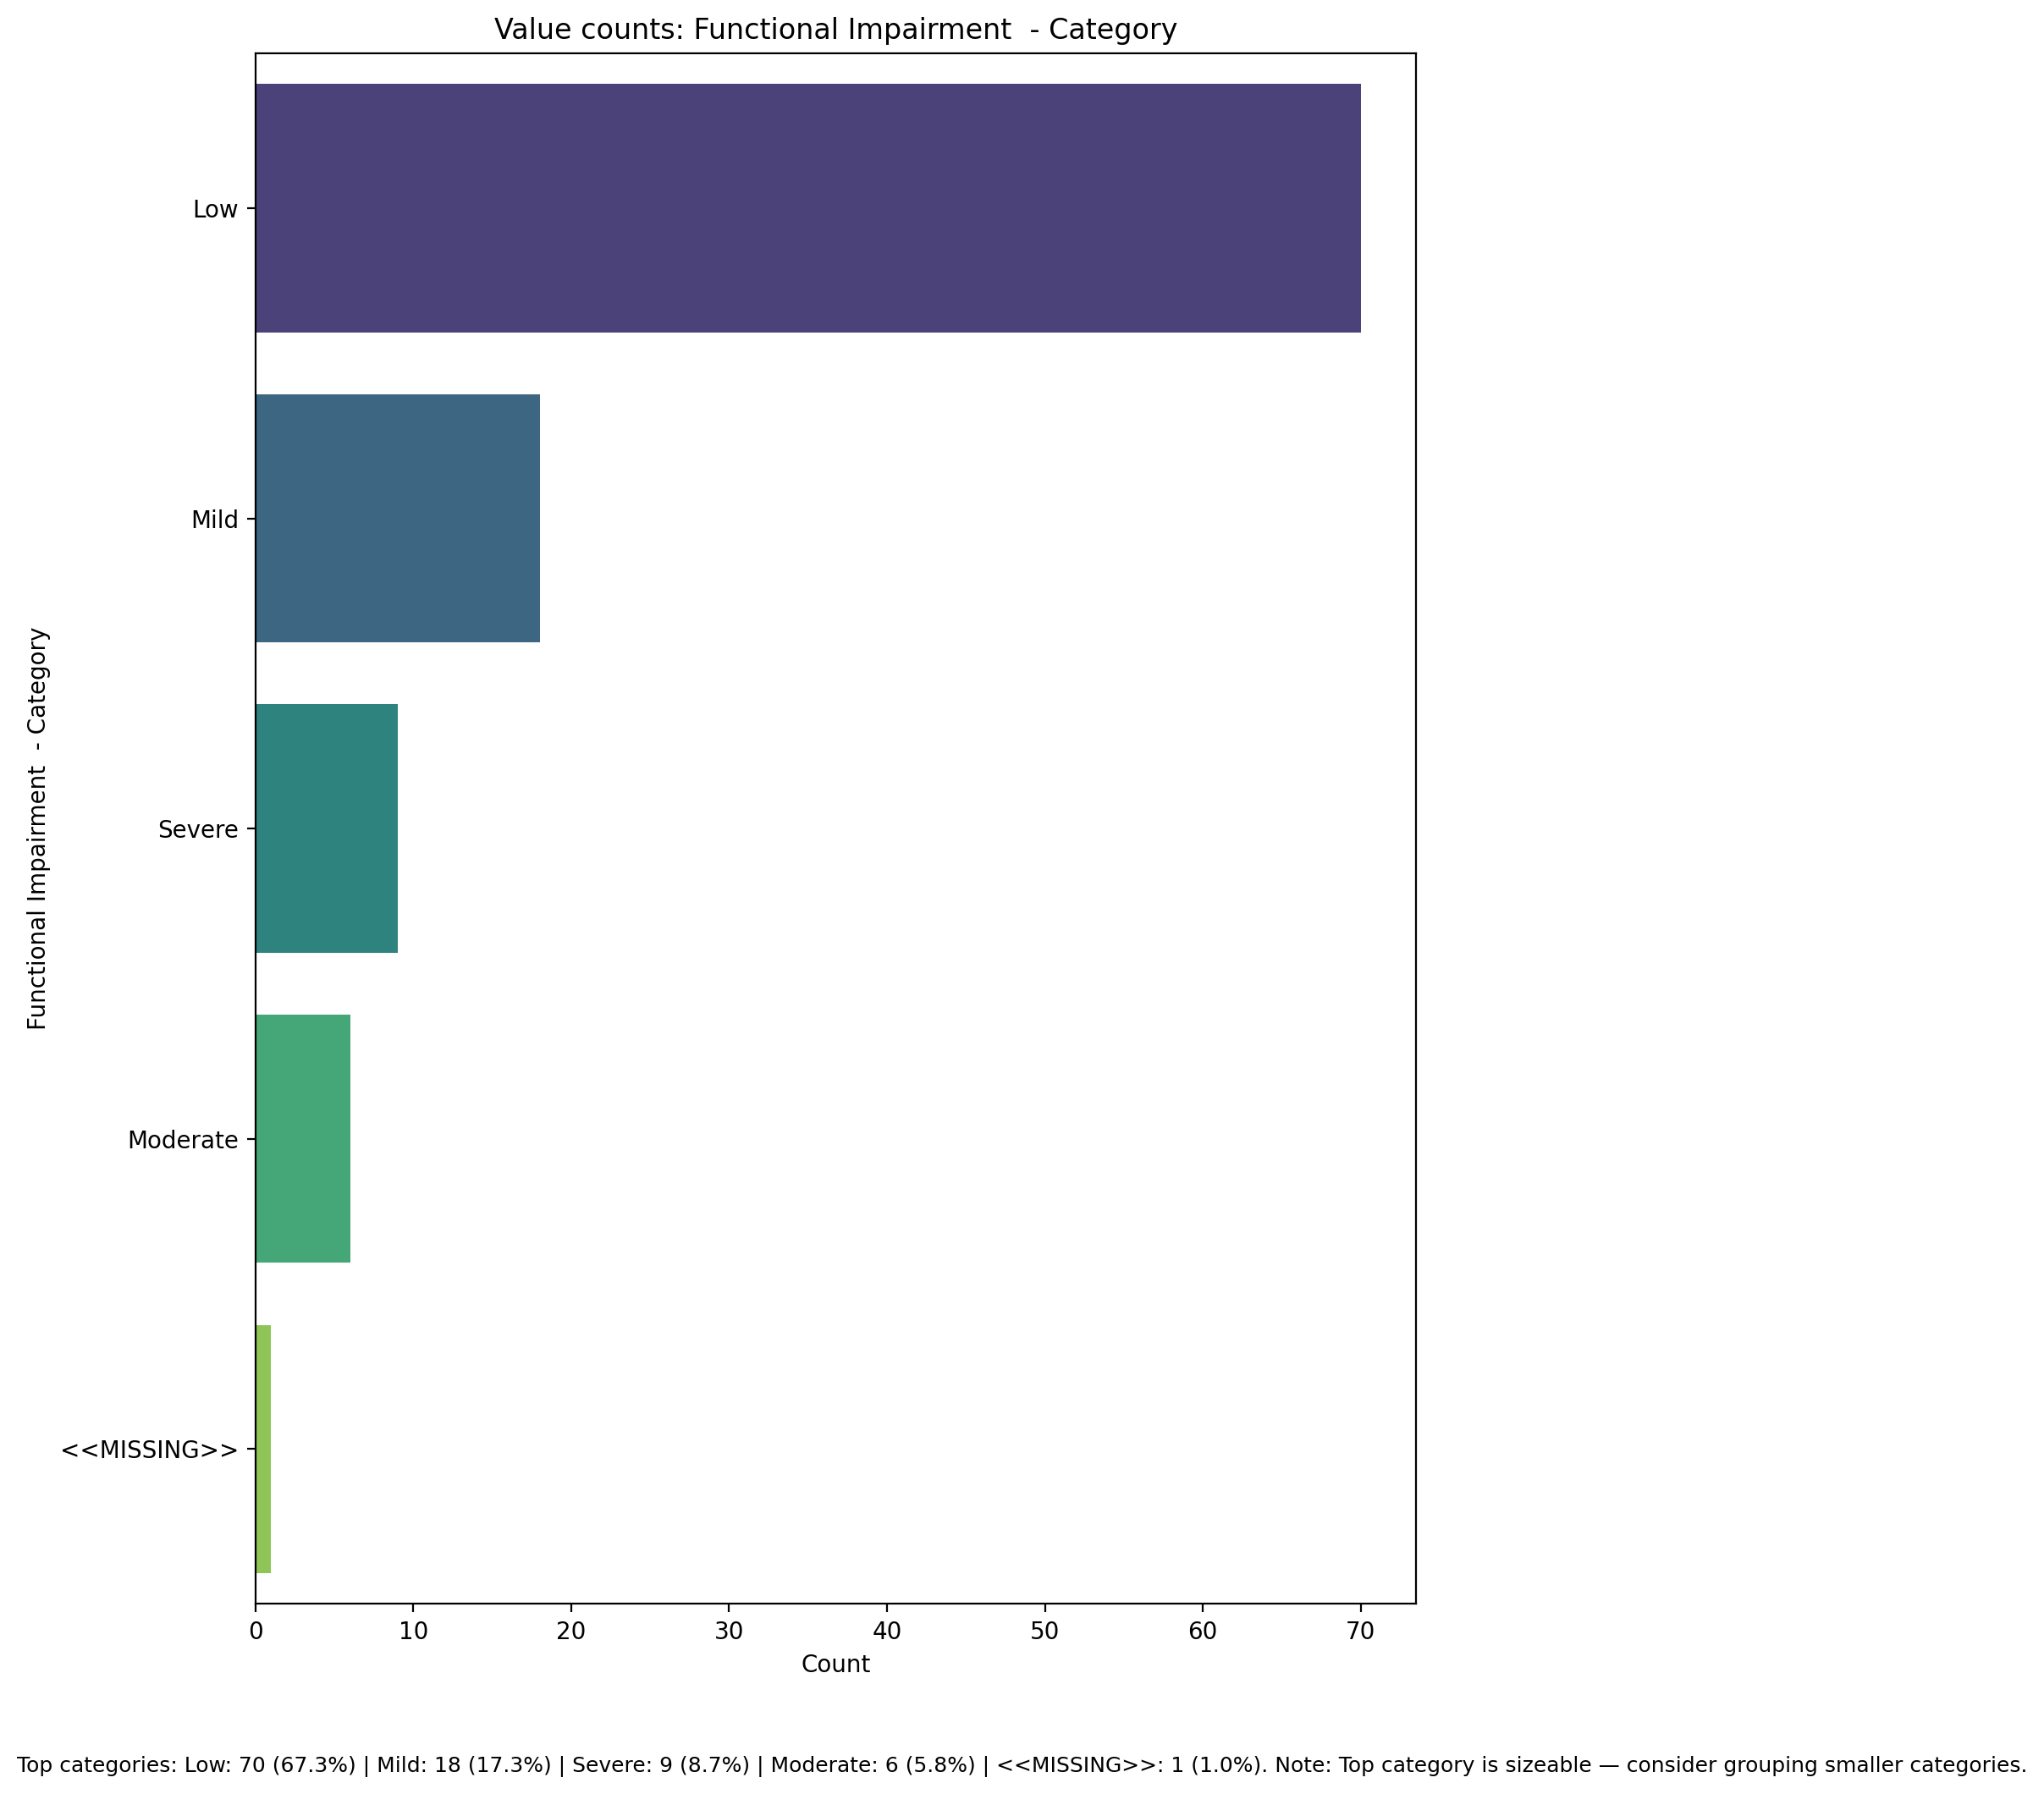 Value counts: Functional Impairment  - Category
Functional Impairment  - Category
Low
Mild
Severe
Moderate
<<MISSING>>
0 10 20 30 40 50 60 70
Count
Top categories: Low: 70 (67.3%) | Mild: 18 (17.3%) | Severe: 9 (8.7%) | Moderate: 6 (5.8%) | <<MISSING>>: 1 (1.0%). Note: Top category is sizeable — consider grouping smaller categories.